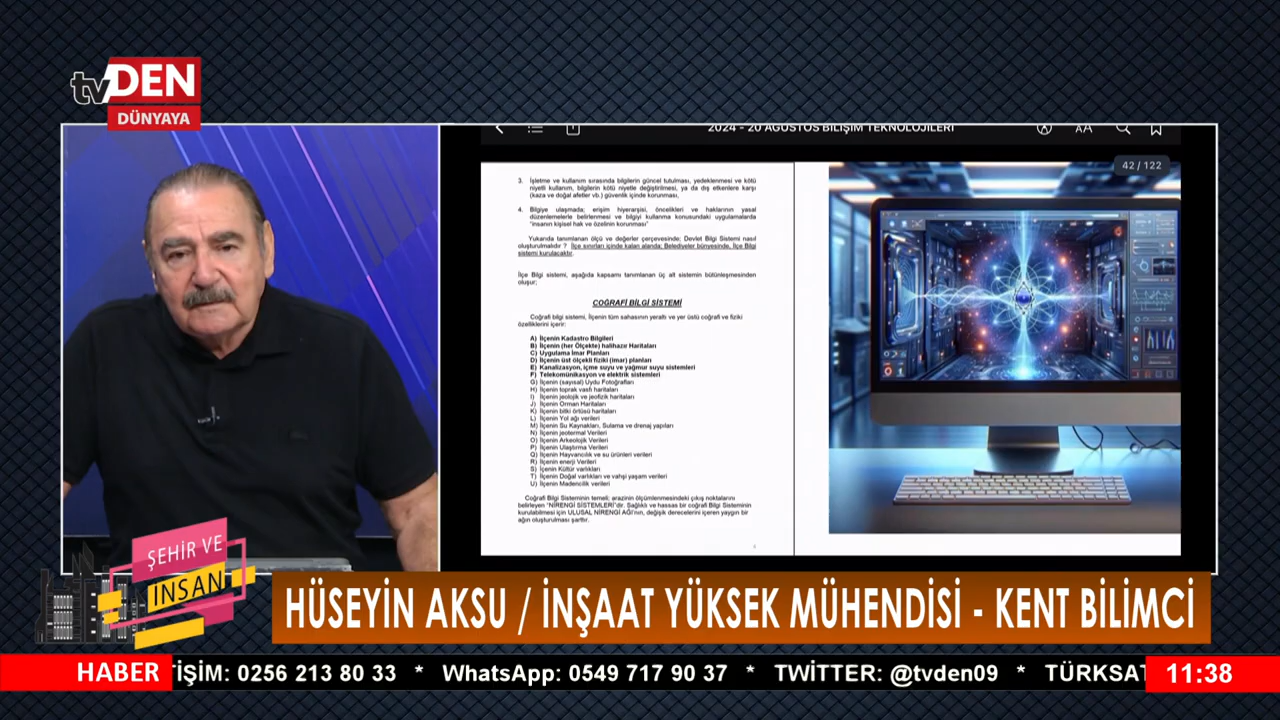 tvDEN
DÜNYAYA
2024 - 20 AĞUSTOS BİLİŞİM TEKNOLOJİLERİ
AA
42 / 122
3. İşletme ve kullanım sırasında bilgilerin güncel tutulması, yedeklenmesi ve kötü
niyetli kullanım, bilgilerin kötü niyetle değiştirilmesi, ya da dış etkenlere karşı
(kaza ve doğal afetler vb.) güvenlik içinde korunması,
4. Bilgiye ulaşmada; erişim hiyerarşisi, öncelikleri ve haklarının yasal
düzenlemelerle belirlenmesi ve bilgiyi kullanma konusundaki uygulamalarda
"insanın kişisel hak ve özelinin korunması"
Yukarıda tanımlanan ölçü ve değerler çerçevesinde; Devlet Bilgi Sistemi nasıl
oluşturulmalıdır ? İlçe sınırları içinde kalan alanda; Belediyeler bünyesinde, İlçe Bilgi
sistemi kurulacaktır.
İlçe Bilgi sistemi, aşağıda kapsamı tanımlanan üç alt sistemin bütünleşmesinden
oluşur;
COĞRAFİ BİLGİ SİSTEMİ
Coğrafi bilgi sistemi, İlçenin tüm sahasının yeraltı ve yer üstü coğrafi ve fiziki
özelliklerini içerir:
A) İlçenin Kadastro Bilgileri
B) İlçenin (her Ölçekte) halihazır Haritaları
C) Uygulama İmar Planları
D) İlçenin üst ölçekli fiziki (imar) planları
E) Kanalizasyon, içme suyu ve yağmur suyu sistemleri
F) Telekomünikasyon ve elektrik sistemleri
G) İlçenin (sayısal) Uydu Fotoğrafları
H) İlçenin toprak vasfı haritaları
I) İlçenin jeolojik ve jeofizik haritaları
J) İlçenin Orman Haritaları
K) İlçenin bitki örtüsü haritaları
L) İlçenin Yol ağı verileri
M) İlçenin Su Kaynakları, Sulama ve drenaj yapıları
N) İlçenin jeotermal Verileri
O) İlçenin Arkeolojik Verileri
P) İlçenin Ulaştırma Verileri
Q) İlçenin Hayvancılık ve su ürünleri verileri
R) İlçenin enerji Verileri
S) İlçenin Kültür varlıkları
T) İlçenin Doğal varlıkları ve vahşi yaşam verileri
U) İlçenin Madencilik verileri
Coğrafi Bilgi Sisteminin temeli; arazinin ölçümlenmesindeki çıkış noktalarını
belirleyen "NİRENGİ SİSTEMLERİ"dir. Sağlıklı ve hassas bir coğrafi Bilgi Sisteminin
kurulabilmesi için ULUSAL NİRENGİ AĞI'nın, değişik derecelerini içeren yaygın bir
ağın oluşturulması şarttır.
ŞEHİR VE
İNSAN
HÜSEYİN AKSU / İNŞAAT YÜKSEK MÜHENDİSİ - KENT BİLİMCİ
HABER TİŞİM: 0256 213 80 33 * WhatsApp: 0549 717 90 37 * TWİTTER: @tvden09 * TÜRKSAT 11:38